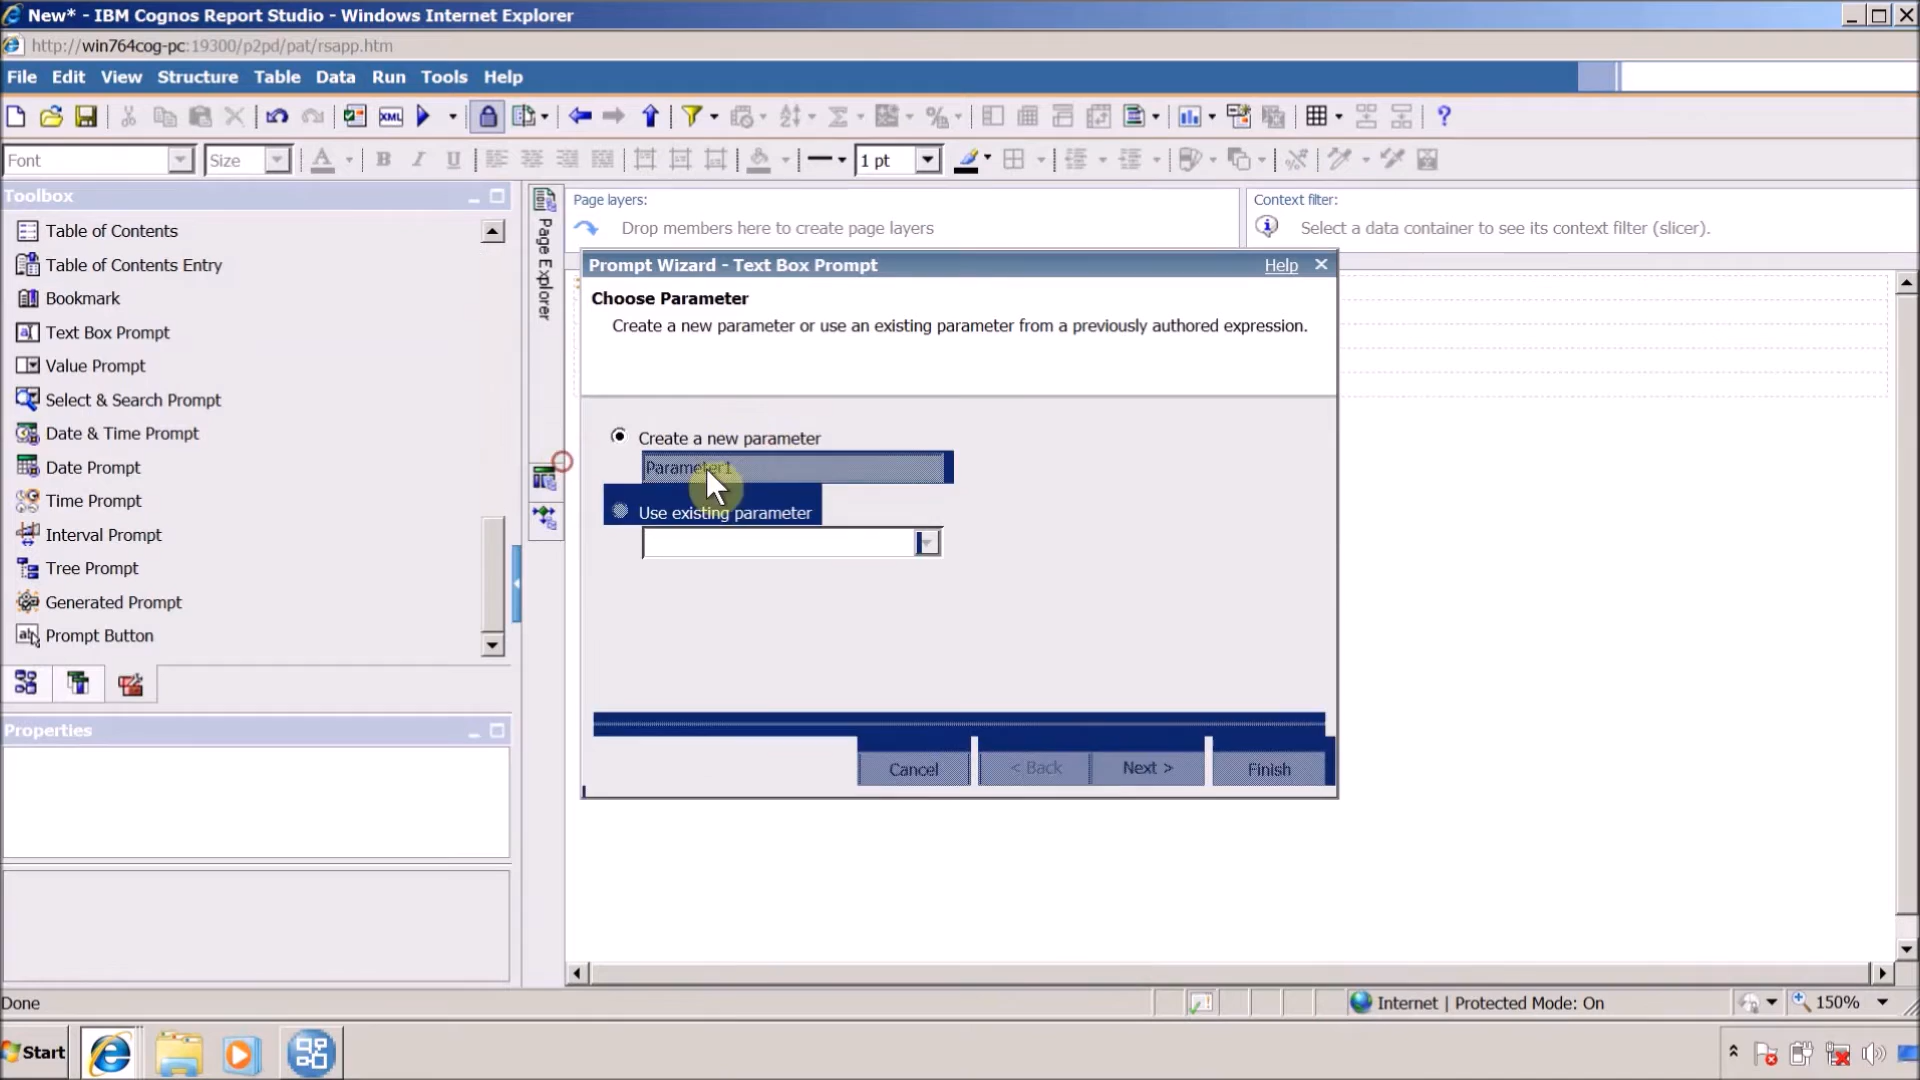 New* - IBM Cognos Report Studio - Windows Internet Explorer
http://win764cog-pc:19300/p2pd/pat/rsapp.htm
File Edit View Structure Table Data Run Tools Help
XML
Font Size B I U 1 pt
Toolbox
Table of Contents
Table of Contents Entry
Bookmark
Text Box Prompt
Value Prompt
Select & Search Prompt
Date & Time Prompt
Date Prompt
Time Prompt
Interval Prompt
Tree Prompt
Generated Prompt
Prompt Button
Properties
Page Explorer
Page layers:
Drop members here to create page layers
Context filter:
Select a data container to see its context filter (slicer).
Prompt Wizard - Text Box Prompt Help
Choose Parameter
Create a new parameter or use an existing parameter from a previously authored expression.
Create a new parameter
Parameter1
Use existing parameter
Cancel < Back Next > Finish
Done Internet | Protected Mode: On 150%
Start